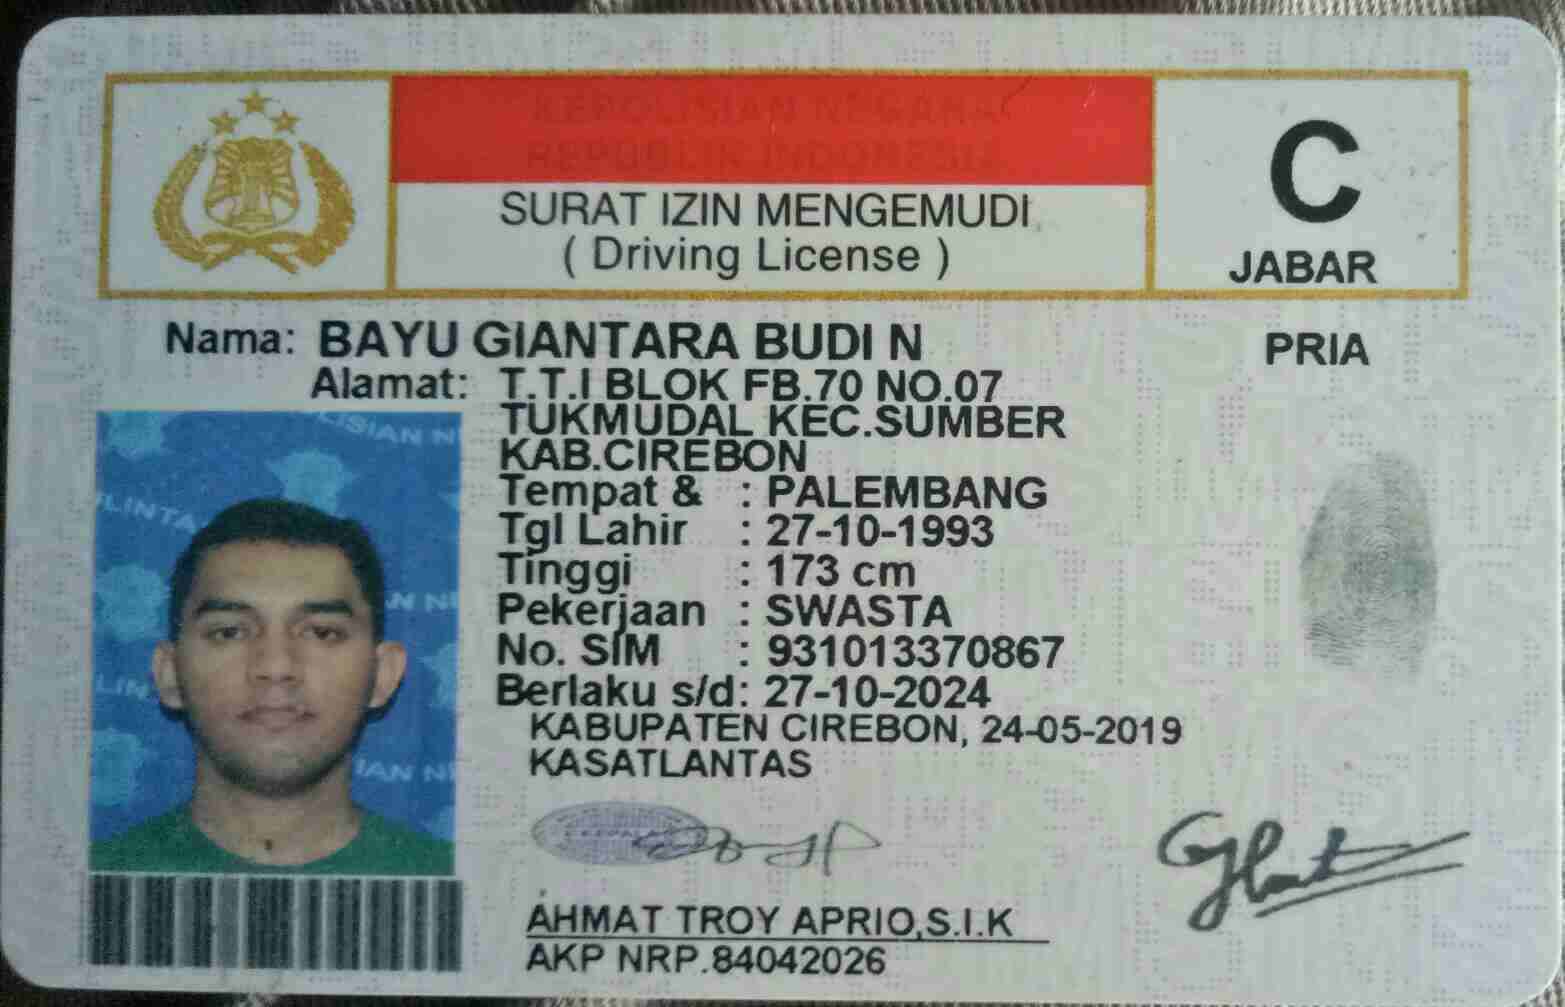 KEPOLISIAN NEGARA
REPUBLIK INDONESIA
SURAT IZIN MENGEMUDI
( Driving License )
C
JABAR
Nama: BAYU GIANTARA BUDI N
PRIA
Alamat: T.T.I BLOK FB.70 NO.07
TUKMUDAL KEC.SUMBER
KAB.CIREBON
Tempat & : PALEMBANG
Tgl Lahir : 27-10-1993
Tinggi : 173 cm
Pekerjaan : SWASTA
No. SIM : 931013370867
Berlaku s/d: 27-10-2024
KABUPATEN CIREBON, 24-05-2019
KASATLANTAS
AHMAT TROY APRIO,S.I.K
AKP NRP.84042026